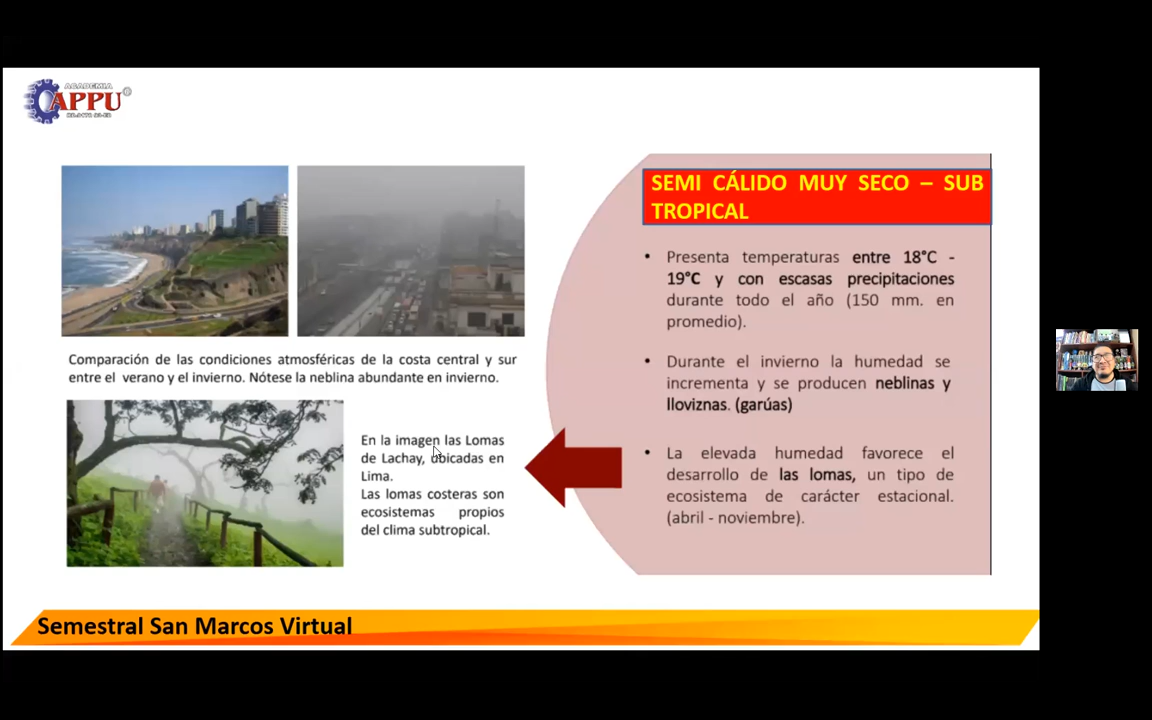 ACADEMIA
APPU
Comparación de las condiciones atmosféricas de la costa central y sur
entre el verano y el invierno. Nótese la neblina abundante en invierno.
En la imagen las Lomas
de Lachay, ubicadas en
Lima.
Las lomas costeras son
ecosistemas propios
del clima subtropical.
SEMI CÁLIDO MUY SECO – SUB
TROPICAL
• Presenta temperaturas entre 18°C -
19°C y con escasas precipitaciones
durante todo el año (150 mm. en
promedio).
• Durante el invierno la humedad se
incrementa y se producen neblinas y
lloviznas. (garúas)
• La elevada humedad favorece el
desarrollo de las lomas, un tipo de
ecosistema de carácter estacional.
(abril - noviembre).
Semestral San Marcos Virtual